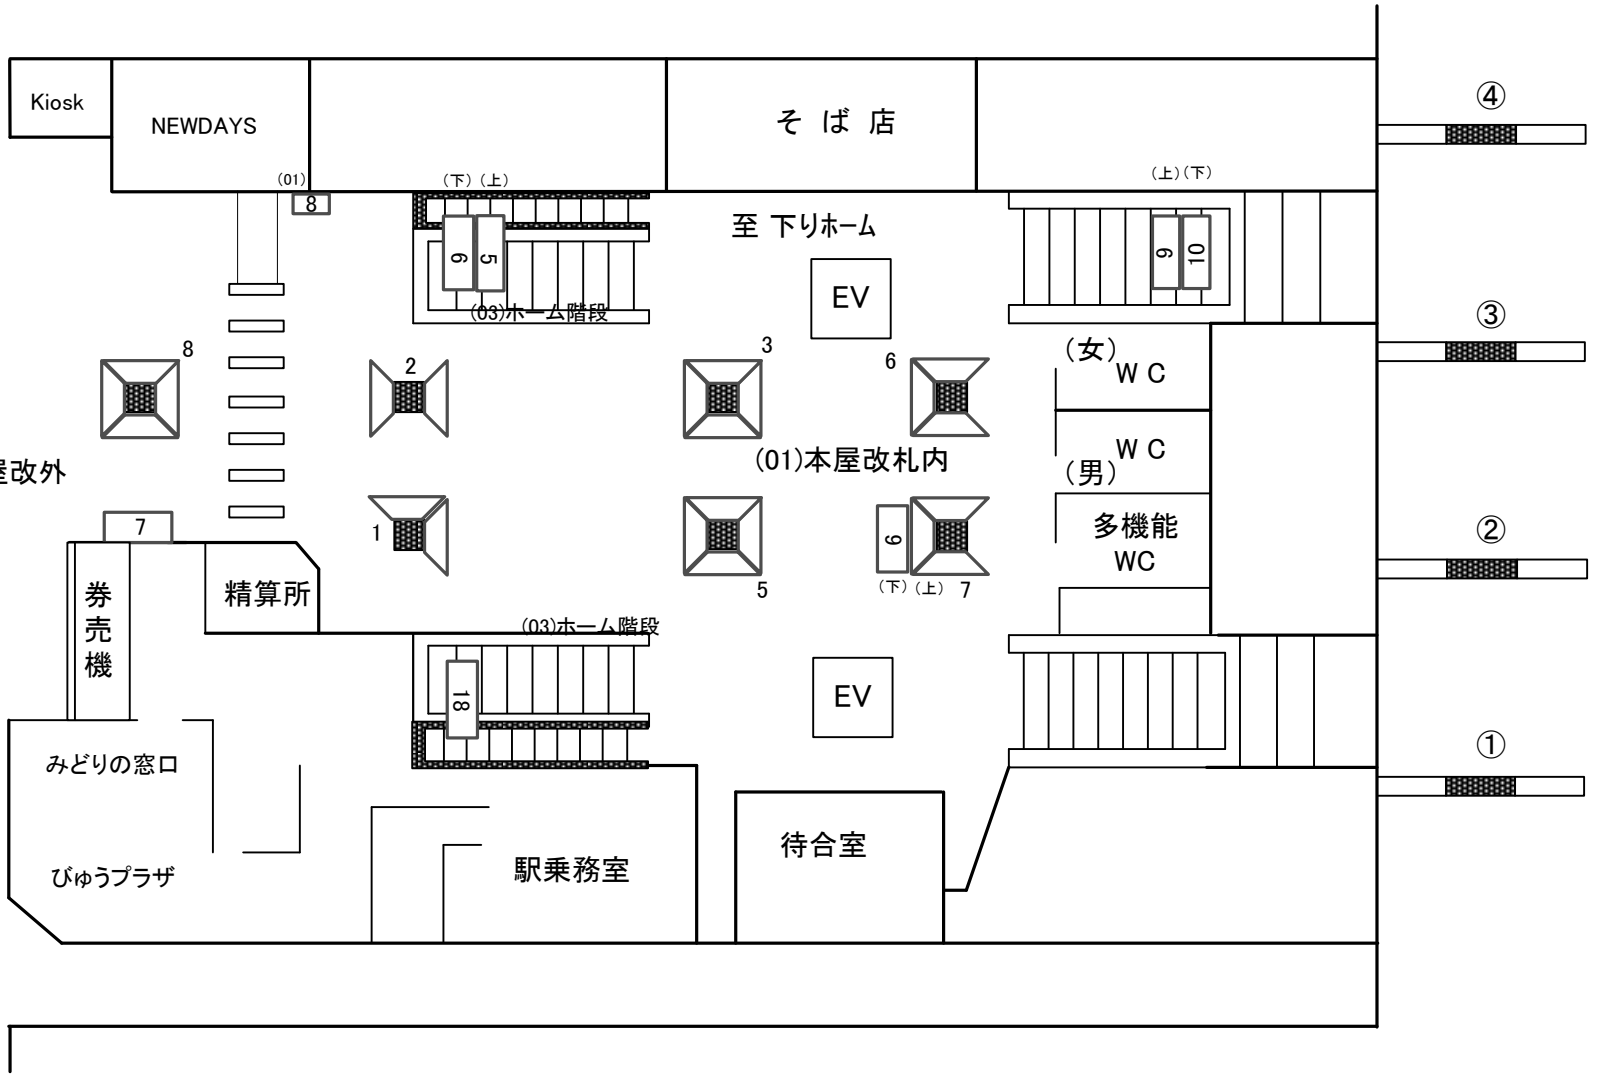 ④
Kiosk
NEWDAYS
そ ば 店
(01)
(下)(上)
(上)(下)
8
至 下りホーム
6
5
9
10
EV
(03)ホーム階段
③
8
2
3
6
(女)
W C
(01)本屋改札内
W C
(男)
屋改外
7
1
9
多機能
WC
②
券売機
精算所
5
(下)(上)
7
(03)ホーム階段
18
EV
①
みどりの窓口
待合室
びゅうプラザ
駅乗務室